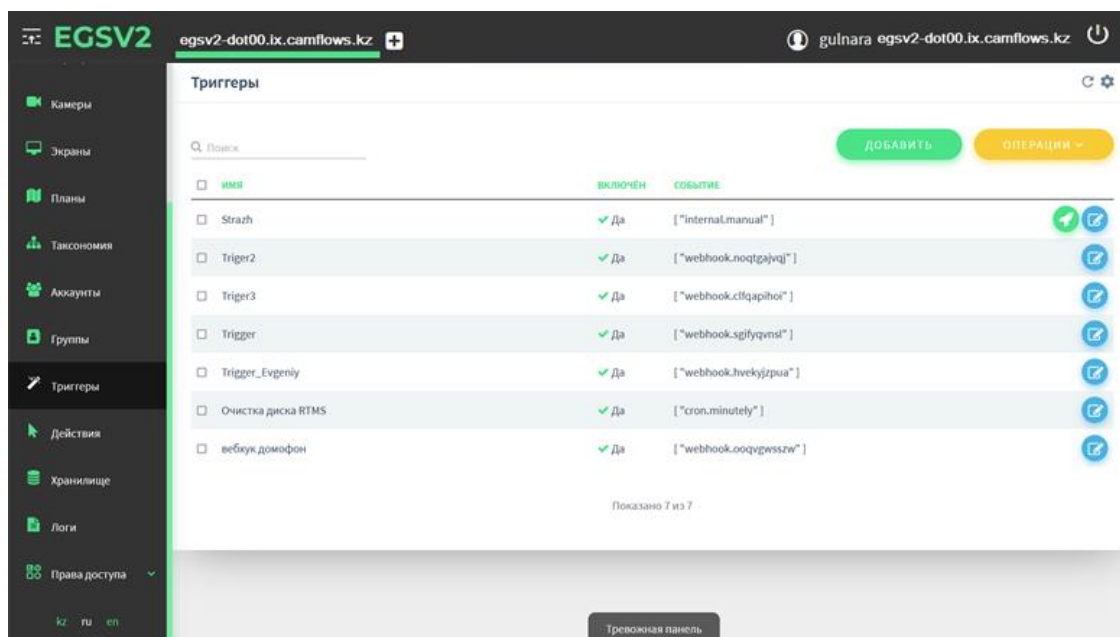 EGSV2
egsv2-dot00.ix.camflows.kz
gulnara egsv2-dot00.ix.camflows.kz
Камеры
Экраны
Планы
Таксономия
Аккаунты
Группы
Триггеры
Действия
Хранилище
Логи
Права доступа
kz ru en
Триггеры
Поиск
ДОБАВИТЬ
ОПЕРАЦИИ
ИМЯ ВКЛЮЧЁН СОБЫТИЕ
Strazh Да [ "internal.manual" ]
Triger2 Да [ "webhook.noqtgajvqj" ]
Triger3 Да [ "webhook.clfqapihoi" ]
Trigger Да [ "webhook.sgifyqvnsl" ]
Trigger_Evgeniy Да [ "webhook.hvekyjzpua" ]
Очистка диска RTMS Да [ "cron.minutely" ]
вебхук домофон Да [ "webhook.ooqvgwsszw" ]
Показано 7 из 7
Тревожная панель